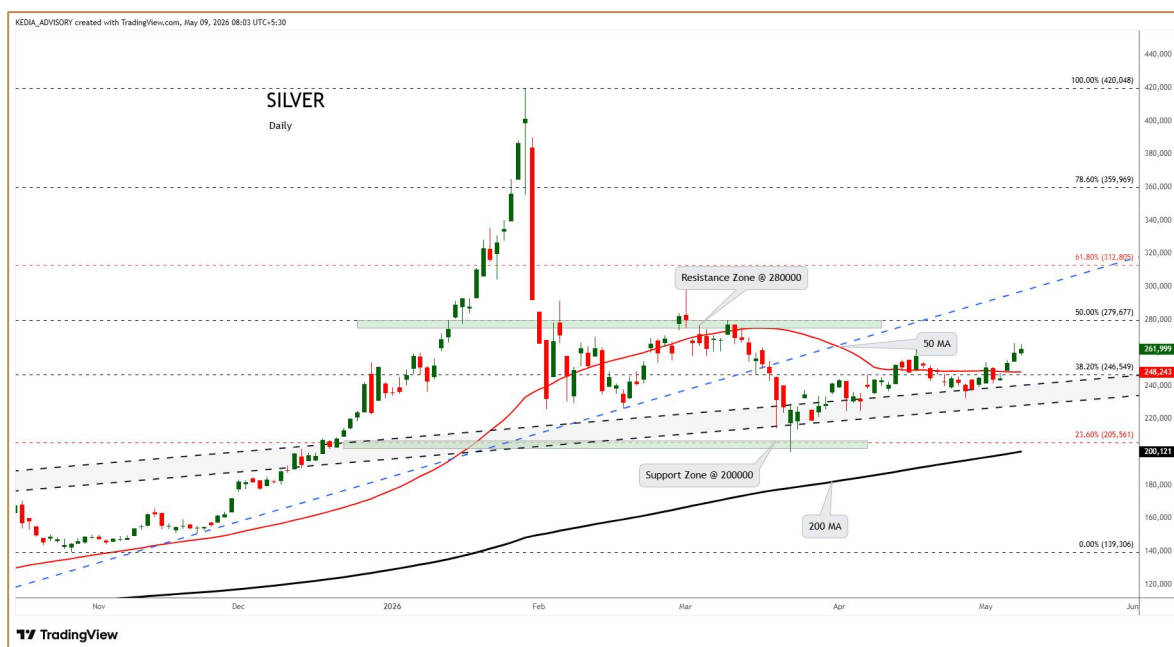 KEDIA_ADVISORY created with TradingView.com, May 09, 2026 08:03 UTC+5:30
SILVER
Daily
440,000
100.00% (420,048)
420,000
400,000
380,000
78.60% (359,969)
360,000
340,000
320,000
61.80% (312,805)
300,000
Resistance Zone @ 280000
50.00% (279,677)
280,000
50 MA
261,999
38.20% (246,549)
248,243
240,000
220,000
23.60% (205,561)
200,121
Support Zone @ 200000
180,000
200 MA
160,000
0.00% (139,306)
140,000
120,000
Nov Dec 2026 Feb Mar Apr May Jun
TradingView